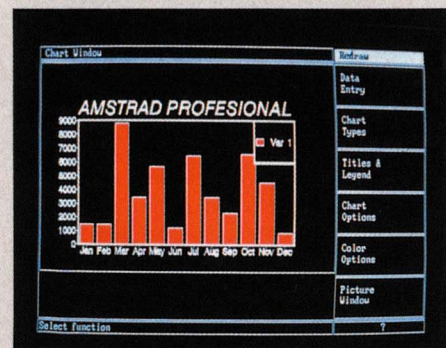 Chart Window
AMSTRAD PROFESIONAL
9000
8000
7000
6000
5000
4000
3000
2000
1000
0
Var 1
Jan Feb Mar Apr May Jun Jul Aug Sep Oct Nov Dec
Redraw
Data
Entry
Chart
Types
Titles &
Legend
Chart
Options
Color
Options
Picture
Window
Select function
?